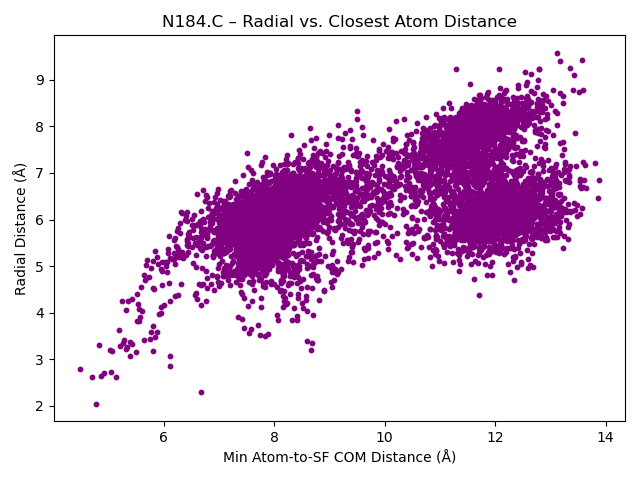 N184.C – Radial vs. Closest Atom Distance
Radial Distance (Å)
9
8
7
6
5
4
3
2
6 8 10 12 14
Min Atom-to-SF COM Distance (Å)